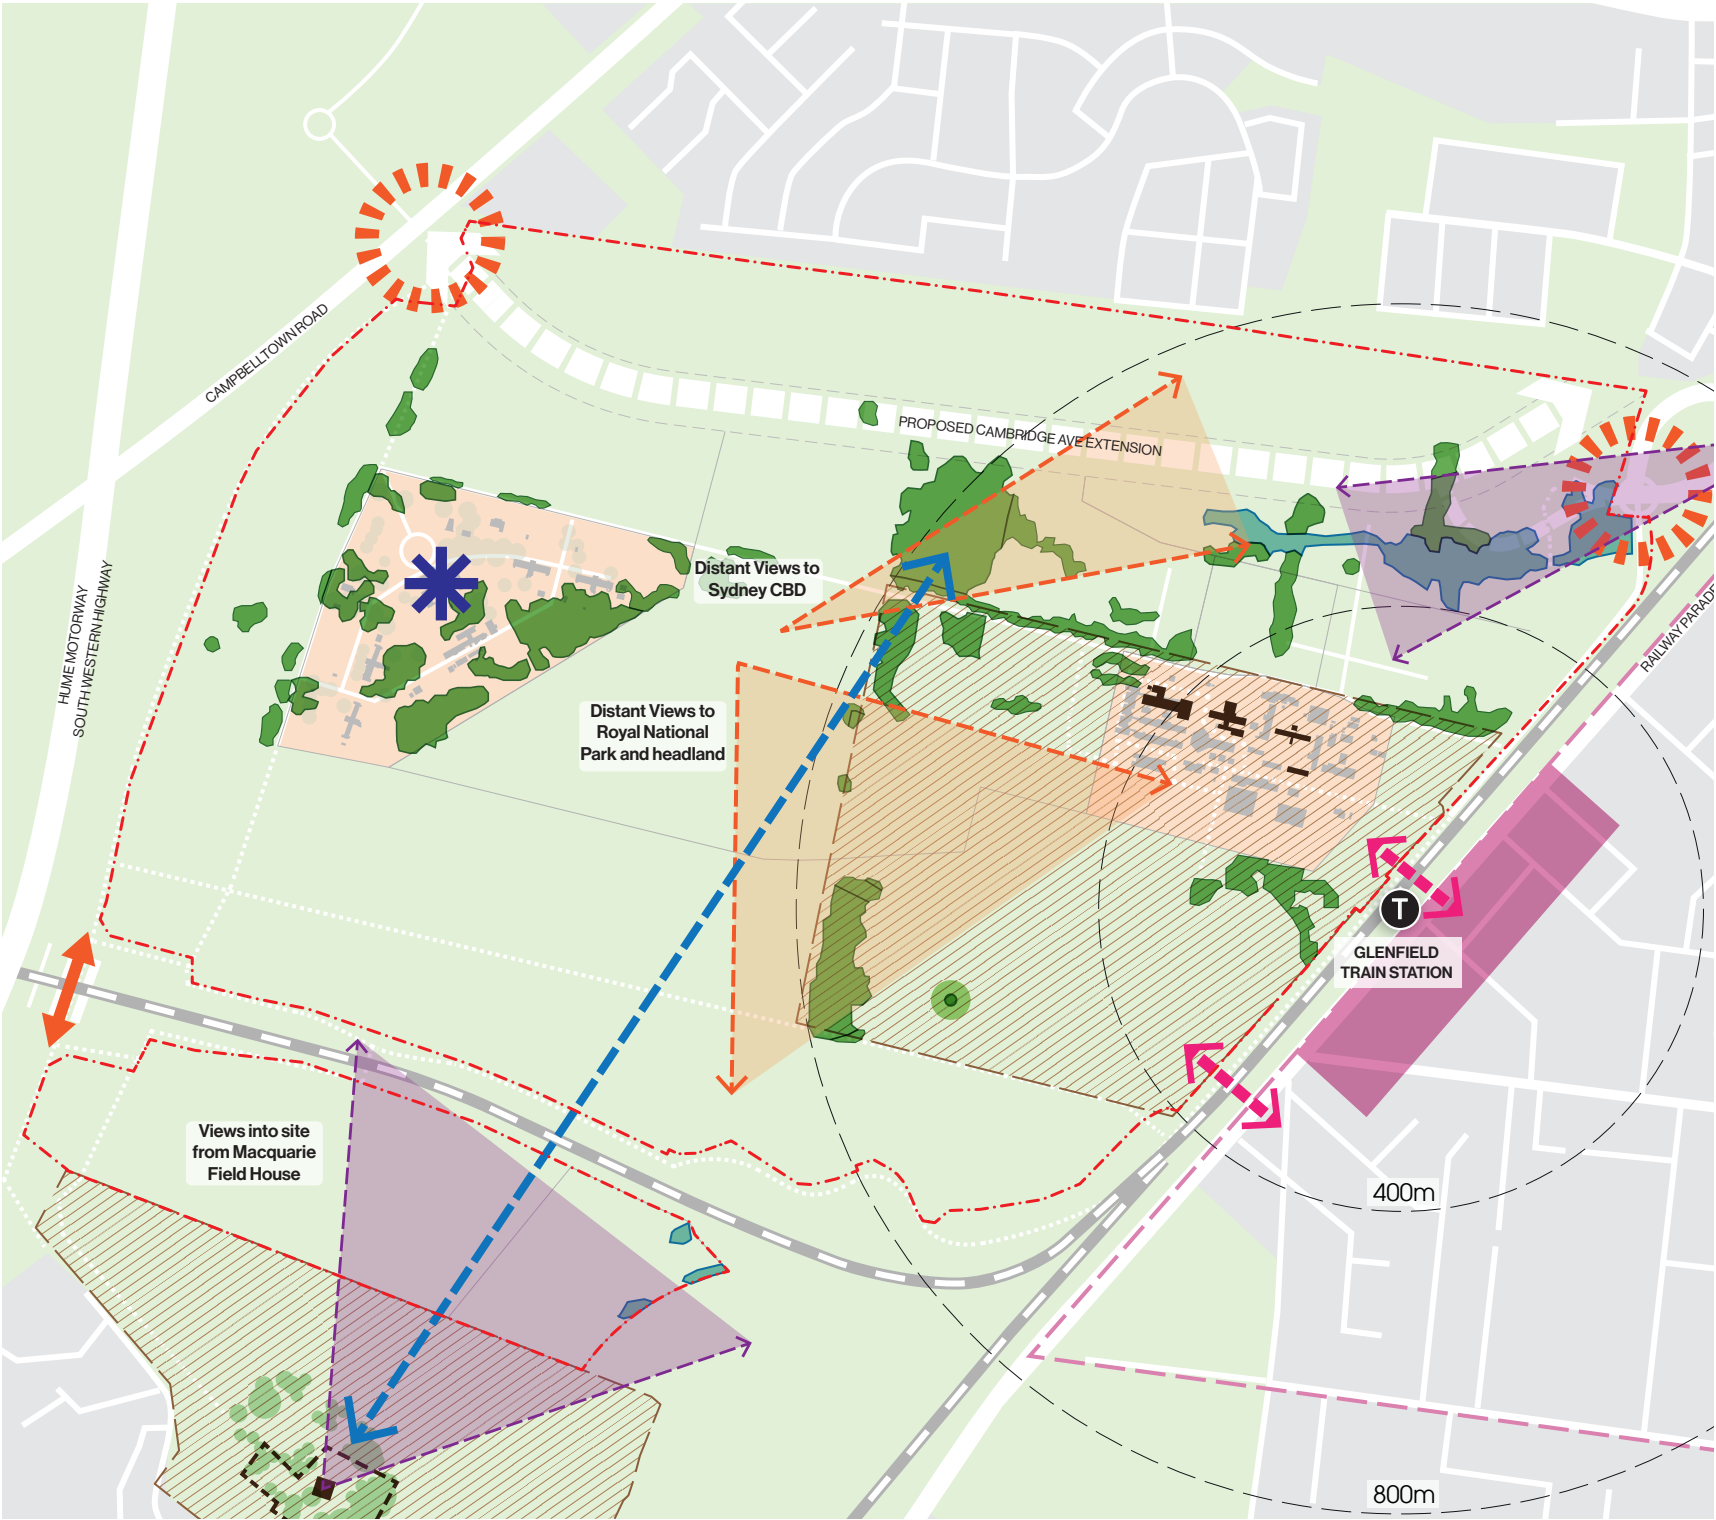 CAMPBELLTOWN ROAD
PROPOSED CAMBRIDGE AVE EXTENSION
HUME MOTORWAY
SOUTH WESTERN HIGHWAY
Distant Views to
Sydney CBD
RAILWAY PARADE
Distant Views to
Royal National
Park and headland
T
GLENFIELD
TRAIN STATION
Views into site
from Macquarie
Field House
400m
800m